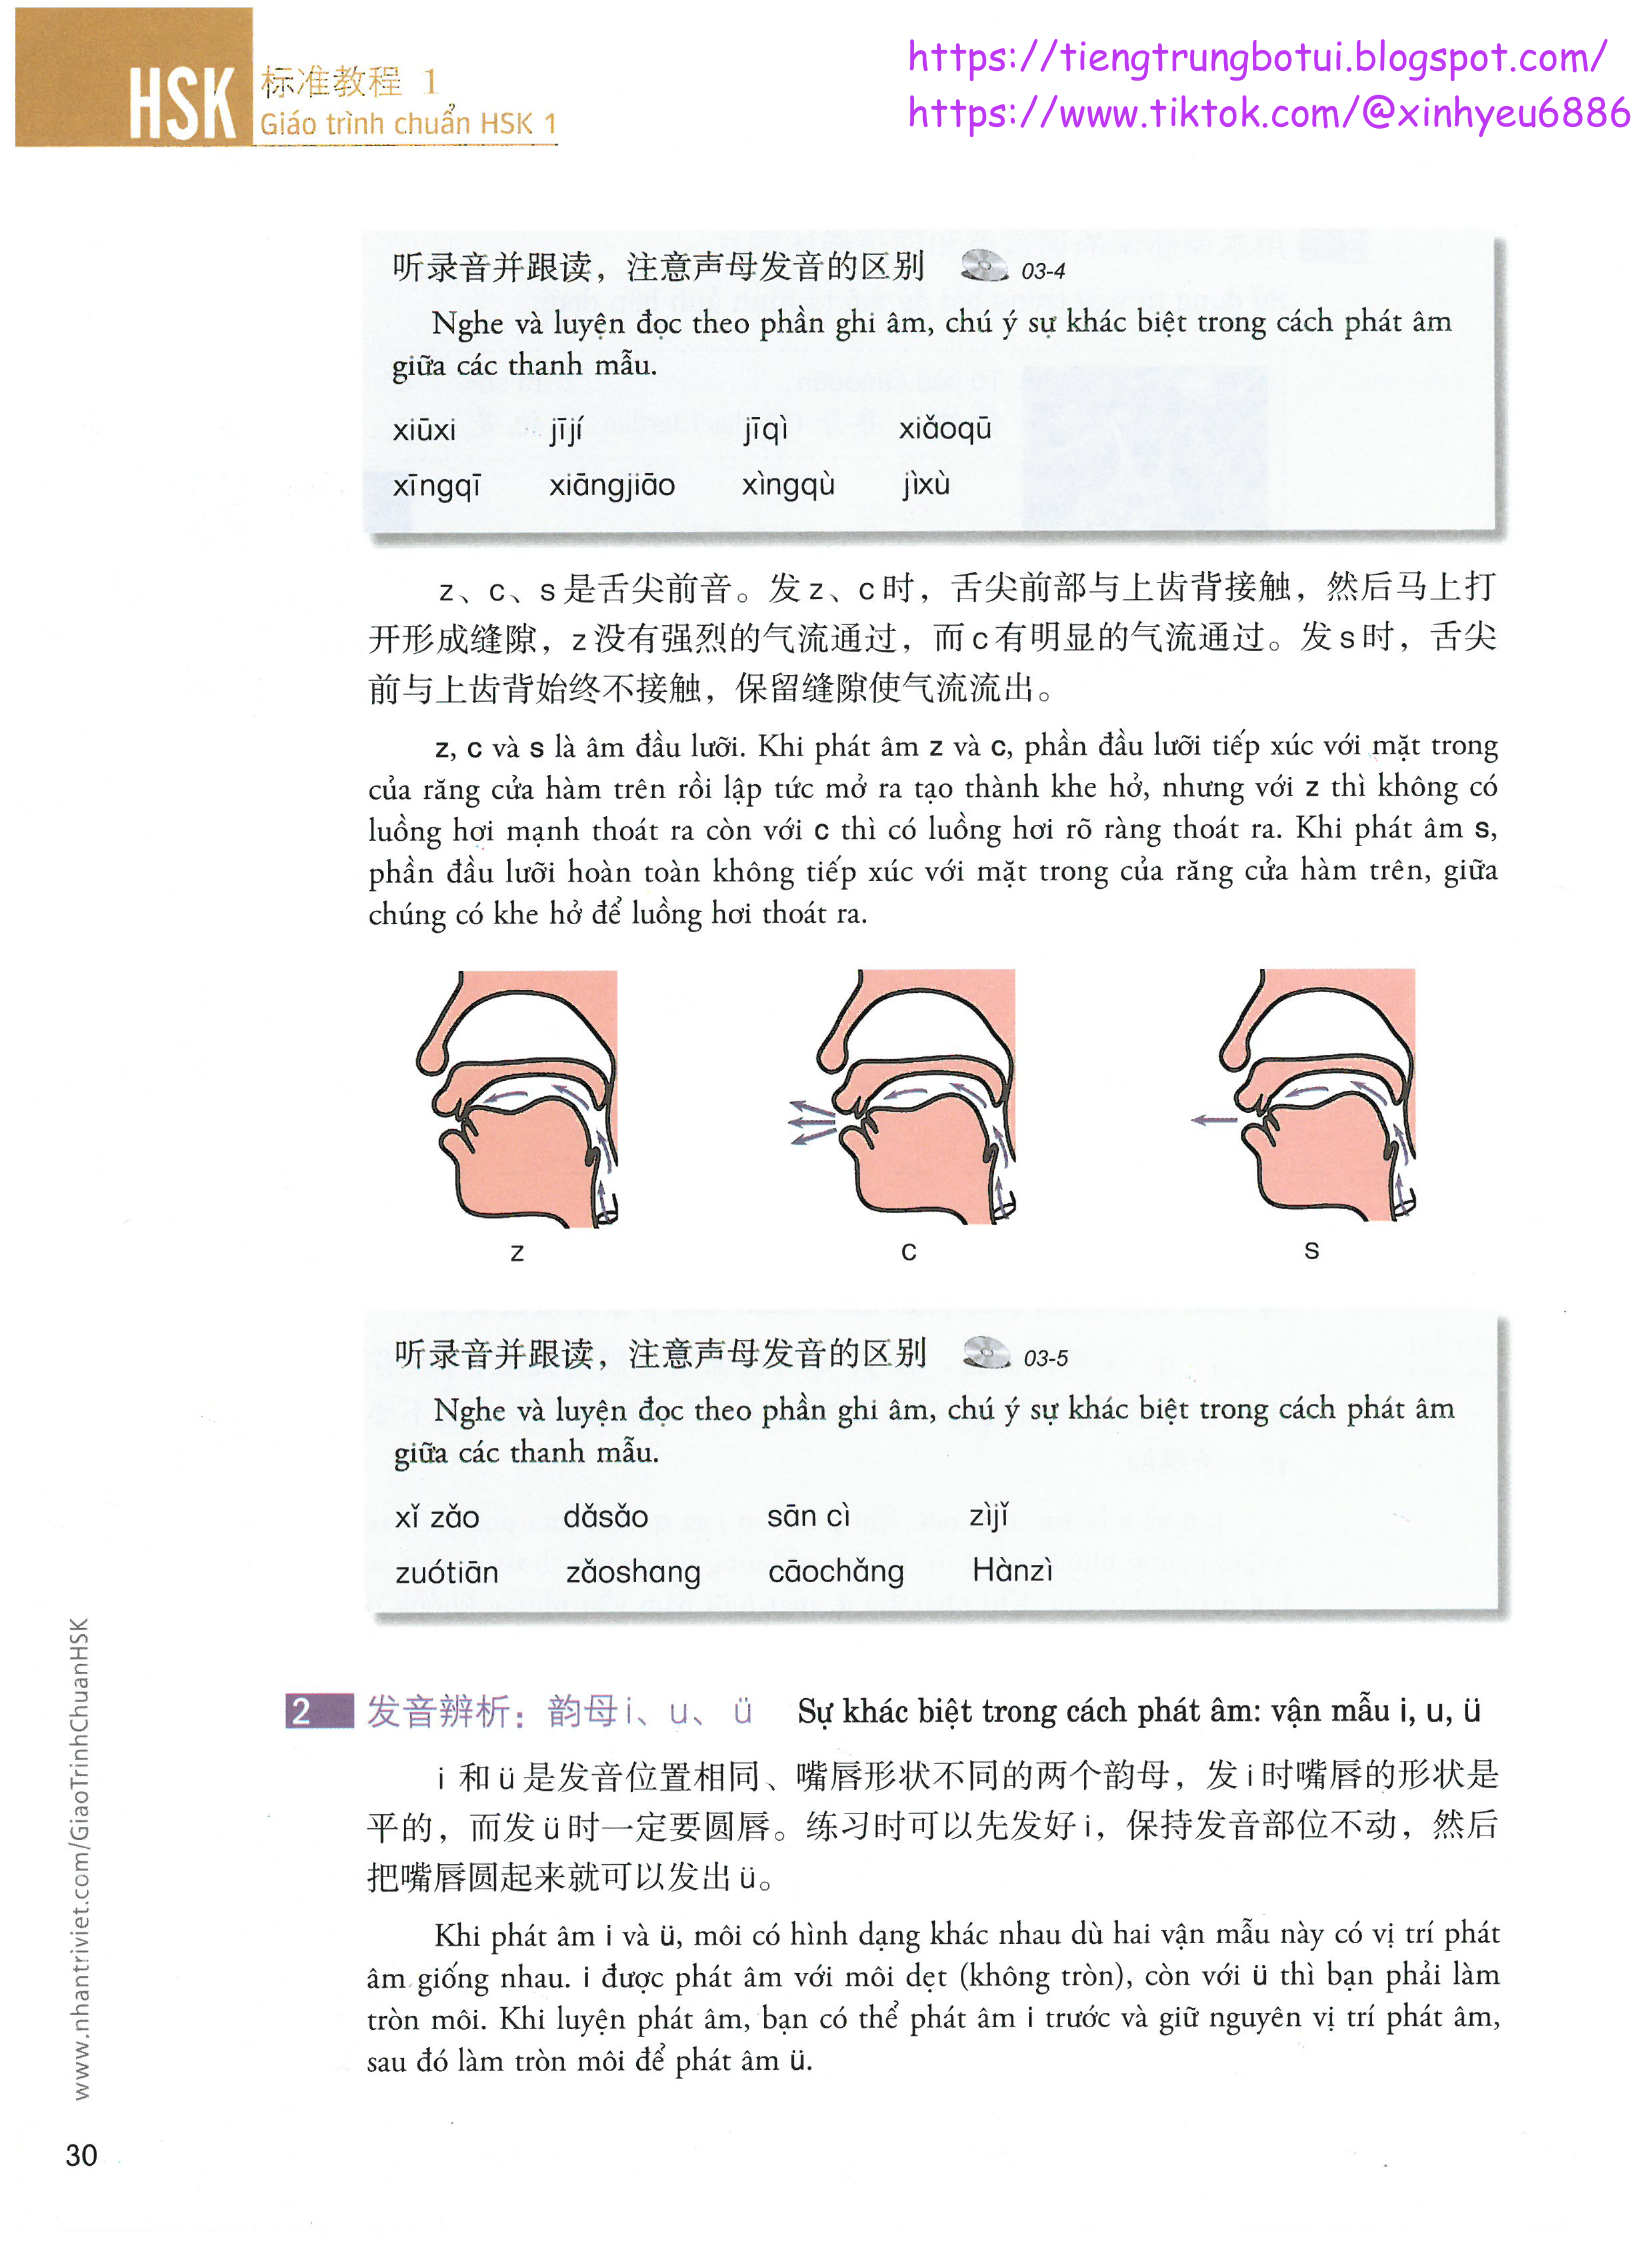 https://tiengtrungbotui.blogspot.com/
https://www.tiktok.com/@xinhyeu6886
HSK 标准教程 1
Giáo trình chuẩn HSK 1
听录音并跟读，注意声母发音的区别 03-4
Nghe và luyện đọc theo phần ghi âm, chú ý sự khác biệt trong cách phát âm
giữa các thanh mẫu.
xiūxi jījí jīqì xiǎoqū
xīngqī xiāngjiāo xìngqù jìxù
z、c、s是舌尖前音。发z、c时，舌尖前部与上齿背接触，然后马上打
开形成缝隙，z没有强烈的气流通过，而c有明显的气流通过。发s时，舌尖
前与上齿背始终不接触，保留缝隙使气流流出。
z, c và s là âm đầu lưỡi. Khi phát âm z và c, phần đầu lưỡi tiếp xúc với mặt trong
của răng cửa hàm trên rồi lập tức mở ra tạo thành khe hở, nhưng với z thì không có
luồng hơi mạnh thoát ra còn với c thì có luồng hơi rõ ràng thoát ra. Khi phát âm s,
phần đầu lưỡi hoàn toàn không tiếp xúc với mặt trong của răng cửa hàm trên, giữa
chúng có khe hở để luồng hơi thoát ra.
z c s
听录音并跟读，注意声母发音的区别 03-5
Nghe và luyện đọc theo phần ghi âm, chú ý sự khác biệt trong cách phát âm
giữa các thanh mẫu.
xǐ zǎo dǎsǎo sān cì zìjǐ
zuótiān zǎoshang cāochǎng Hànzì
2 发音辨析：韵母i、u、ü Sự khác biệt trong cách phát âm: vận mẫu i, u, ü
i 和ü是发音位置相同、嘴唇形状不同的两个韵母，发i时嘴唇的形状是
平的，而发ü时一定要圆唇。练习时可以先发好i，保持发音部位不动，然后
把嘴唇圆起来就可以发出ü。
Khi phát âm i và ü, môi có hình dạng khác nhau dù hai vận mẫu này có vị trí phát
âm giống nhau. i được phát âm với môi dẹt (không tròn), còn với ü thì bạn phải làm
tròn môi. Khi luyện phát âm, bạn có thể phát âm i trước và giữ nguyên vị trí phát âm,
sau đó làm tròn môi để phát âm ü.
www.nhantriviet.com/GiaoTrinhChuanHSK
30